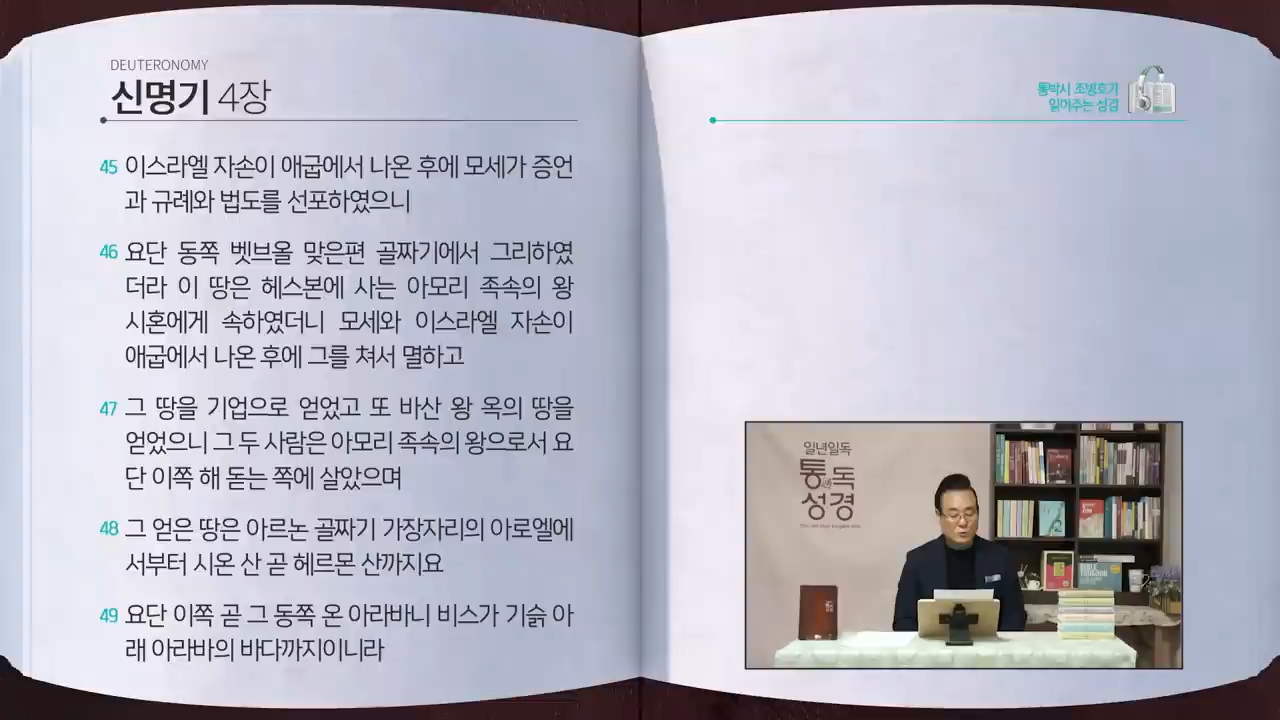 DEUTERONOMY
신명기 4장
45 이스라엘 자손이 애굽에서 나온 후에 모세가 증언
과 규례와 법도를 선포하였으니
46 요단 동쪽 벳브올 맞은편 골짜기에서 그리하였
더라 이 땅은 헤스본에 사는 아모리 족속의 왕
시혼에게 속하였더니 모세와 이스라엘 자손이
애굽에서 나온 후에 그를 쳐서 멸하고
47 그 땅을 기업으로 얻었고 또 바산 왕 옥의 땅을
얻었으니 그 두 사람은 아모리 족속의 왕으로서 요
단 이쪽 해 돋는 쪽에 살았으며
48 그 얻은 땅은 아르논 골짜기 가장자리의 아로엘에
서부터 시온 산 곧 헤르몬 산까지요
49 요단 이쪽 곧 그 동쪽 온 아라바니 비스가 기슭 아
래 아라바의 바다까지이니라
통박사 조병호가
읽어주는 성경
일년일독
통독
성경